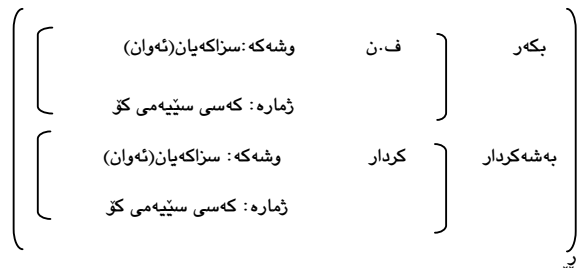 بکەر ف.ن وشەکە:سزاکەیان(ئەوان)
ژمارە: کەسی سێیەمی کۆ
بەشەکردار کردار وشەکە: سزاکەیان(ئەوان)
ژمارە: کەسی سێیەمی کۆ